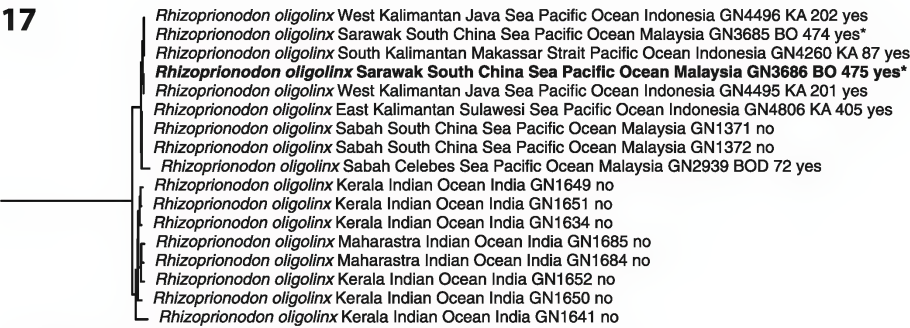 17
Rhizoprionodon oligolinx West Kalimantan Java Sea Pacific Ocean Indonesia GN4496 KA 202 yes
Rhizoprionodon oligolinx Sarawak South China Sea Pacific Ocean Malaysia GN3685 BO 474 yes*
Rhizoprionodon oligolinx South Kalimantan Makassar Strait Pacific Ocean Indonesia GN4260 KA 87 yes
Rhizoprionodon oligolinx Sarawak South China Sea Pacific Ocean Malaysia GN3686 BO 475 yes*
Rhizoprionodon oligolinx West Kalimantan Java Sea Pacific Ocean Indonesia GN4495 KA 201 yes
Rhizoprionodon oligolinx East Kalimantan Sulawesi Sea Pacific Ocean Indonesia GN4806 KA 405 yes
Rhizoprionodon oligolinx Sabah South China Sea Pacific Ocean Malaysia GN1371 no
Rhizoprionodon oligolinx Sabah South China Sea Pacific Ocean Malaysia GN1372 no
Rhizoprionodon oligolinx Sabah Celebes Sea Pacific Ocean Malaysia GN2939 BOD 72 yes
Rhizoprionodon oligolinx Kerala Indian Ocean India GN1649 no
Rhizoprionodon oligolinx Kerala Indian Ocean India GN1651 no
Rhizoprionodon oligolinx Kerala Indian Ocean India GN1634 no
Rhizoprionodon oligolinx Maharastra Indian Ocean India GN1685 no
Rhizoprionodon oligolinx Maharastra Indian Ocean India GN1684 no
Rhizoprionodon oligolinx Kerala Indian Ocean India GN1652 no
Rhizoprionodon oligolinx Kerala Indian Ocean India GN1650 no
Rhizoprionodon oligolinx Kerala Indian Ocean India GN1641 no